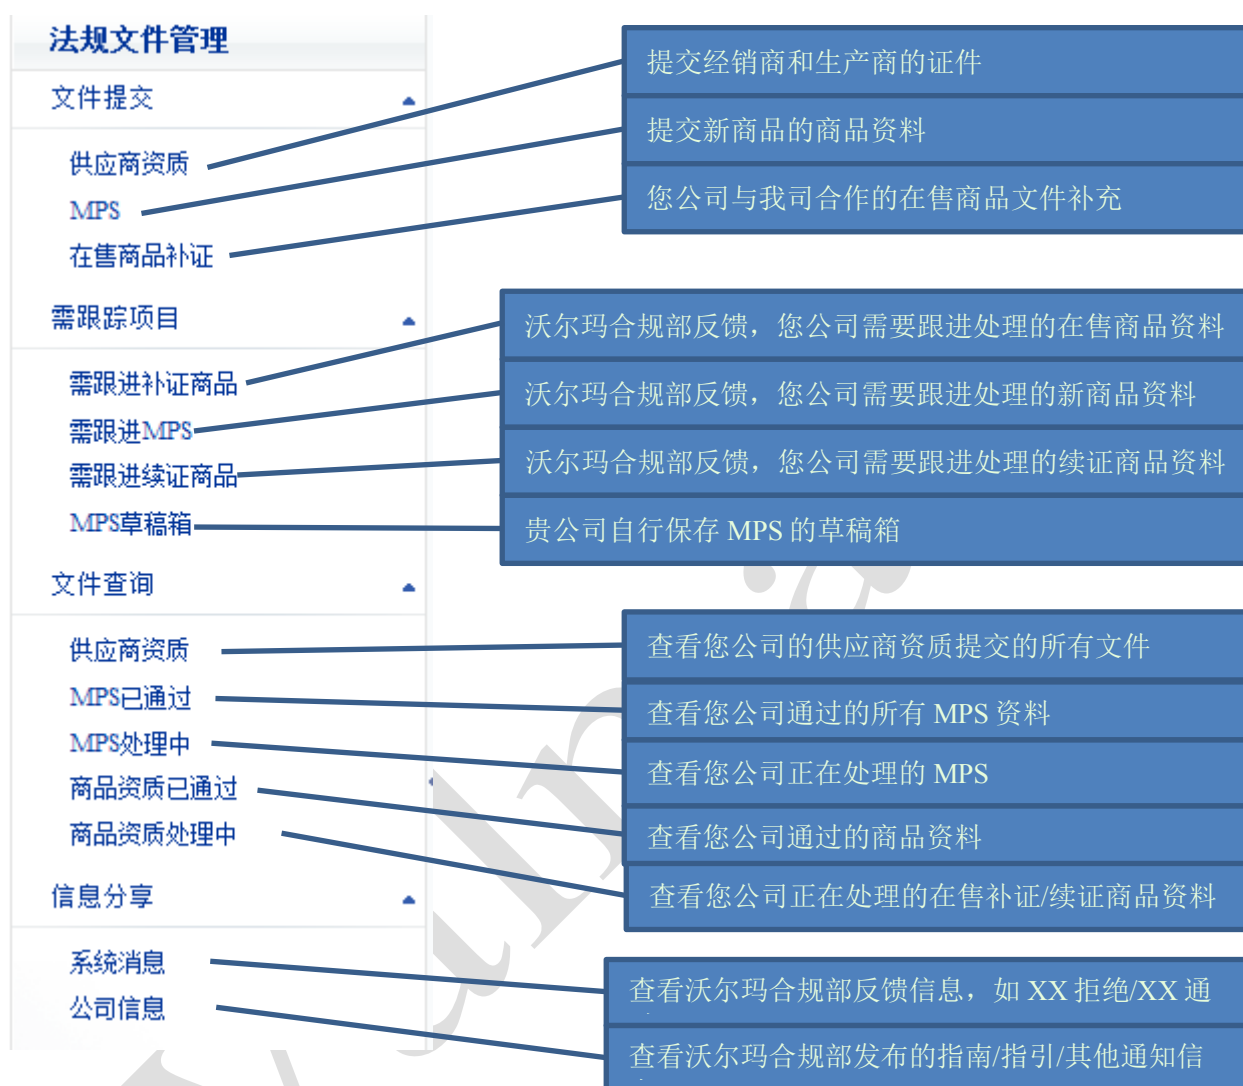 法规文件管理
文件提交
供应商资质
MPS
在售商品补证
提交经销商和生产商的证件
提交新商品的商品资料
您公司与我司合作的在售商品文件补充
需跟踪项目
需跟进补证商品
需跟进MPS
需跟进续证商品
MPS草稿箱
沃尔玛合规部反馈，您公司需要跟进处理的在售商品资料
沃尔玛合规部反馈，您公司需要跟进处理的新商品资料
沃尔玛合规部反馈，您公司需要跟进处理的续证商品资料
贵公司自行保存 MPS 的草稿箱
文件查询
供应商资质
MPS已通过
MPS处理中
商品资质已通过
商品资质处理中
查看您公司的供应商资质提交的所有文件
查看您公司通过的所有 MPS 资料
查看您公司正在处理的 MPS
查看您公司通过的商品资料
查看您公司正在处理的在售补证/续证商品资料
信息分享
系统消息
公司信息
查看沃尔玛合规部反馈信息，如 XX 拒绝/XX 通
查看沃尔玛合规部发布的指南/指引/其他通知信